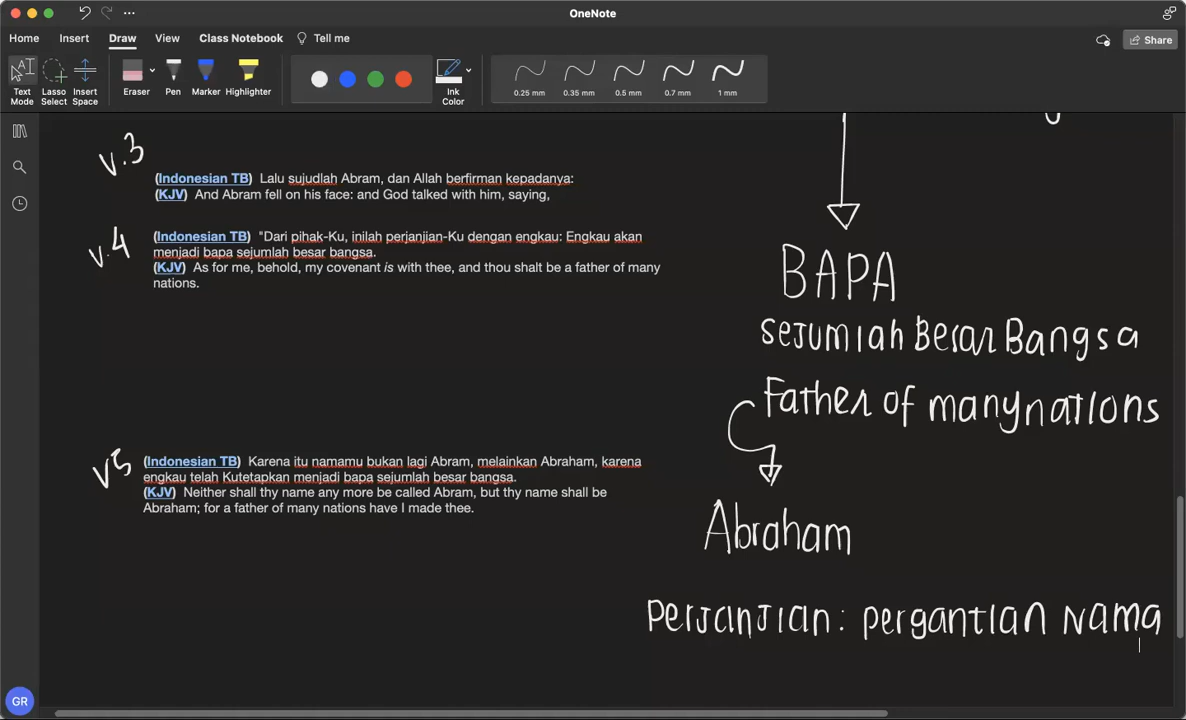 OneNote
Home Insert Draw View Class Notebook Tell me
Share
Text Mode
Lasso Select
Insert Space
Eraser
Pen
Marker
Highlighter
Ink Color
0.25 mm
0.35 mm
0.5 mm
0.7 mm
1 mm
v.3
(Indonesian TB) Lalu sujudlah Abram, dan Allah berfirman kepadanya:
(KJV) And Abram fell on his face: and God talked with him, saying,
v.4
(Indonesian TB) "Dari pihak-Ku, inilah perjanjian-Ku dengan engkau: Engkau akan
menjadi bapa sejumlah besar bangsa.
(KJV) As for me, behold, my covenant is with thee, and thou shalt be a father of many
nations.
BAPA
Sejumlah Besar Bangsa
Father of many nations
v5
(Indonesian TB) Karena itu namamu bukan lagi Abram, melainkan Abraham, karena
engkau telah Kutetapkan menjadi bapa sejumlah besar bangsa.
(KJV) Neither shall thy name any more be called Abram, but thy name shall be
Abraham; for a father of many nations have I made thee.
Abraham
Perjanjian: pergantian Nama
GR